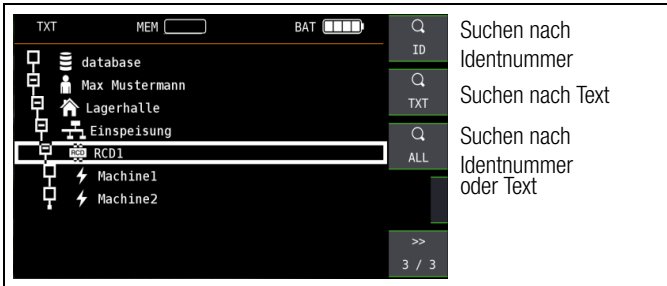 TXT MEM BAT
ID
database
Max Mustermann
TXT
Lagerhalle
Einspeisung
RCD RCD1
ALL
Machine1
Machine2
>>
3 / 3
Suchen nach
Identnummer
Suchen nach Text
Suchen nach
Identnummer
oder Text